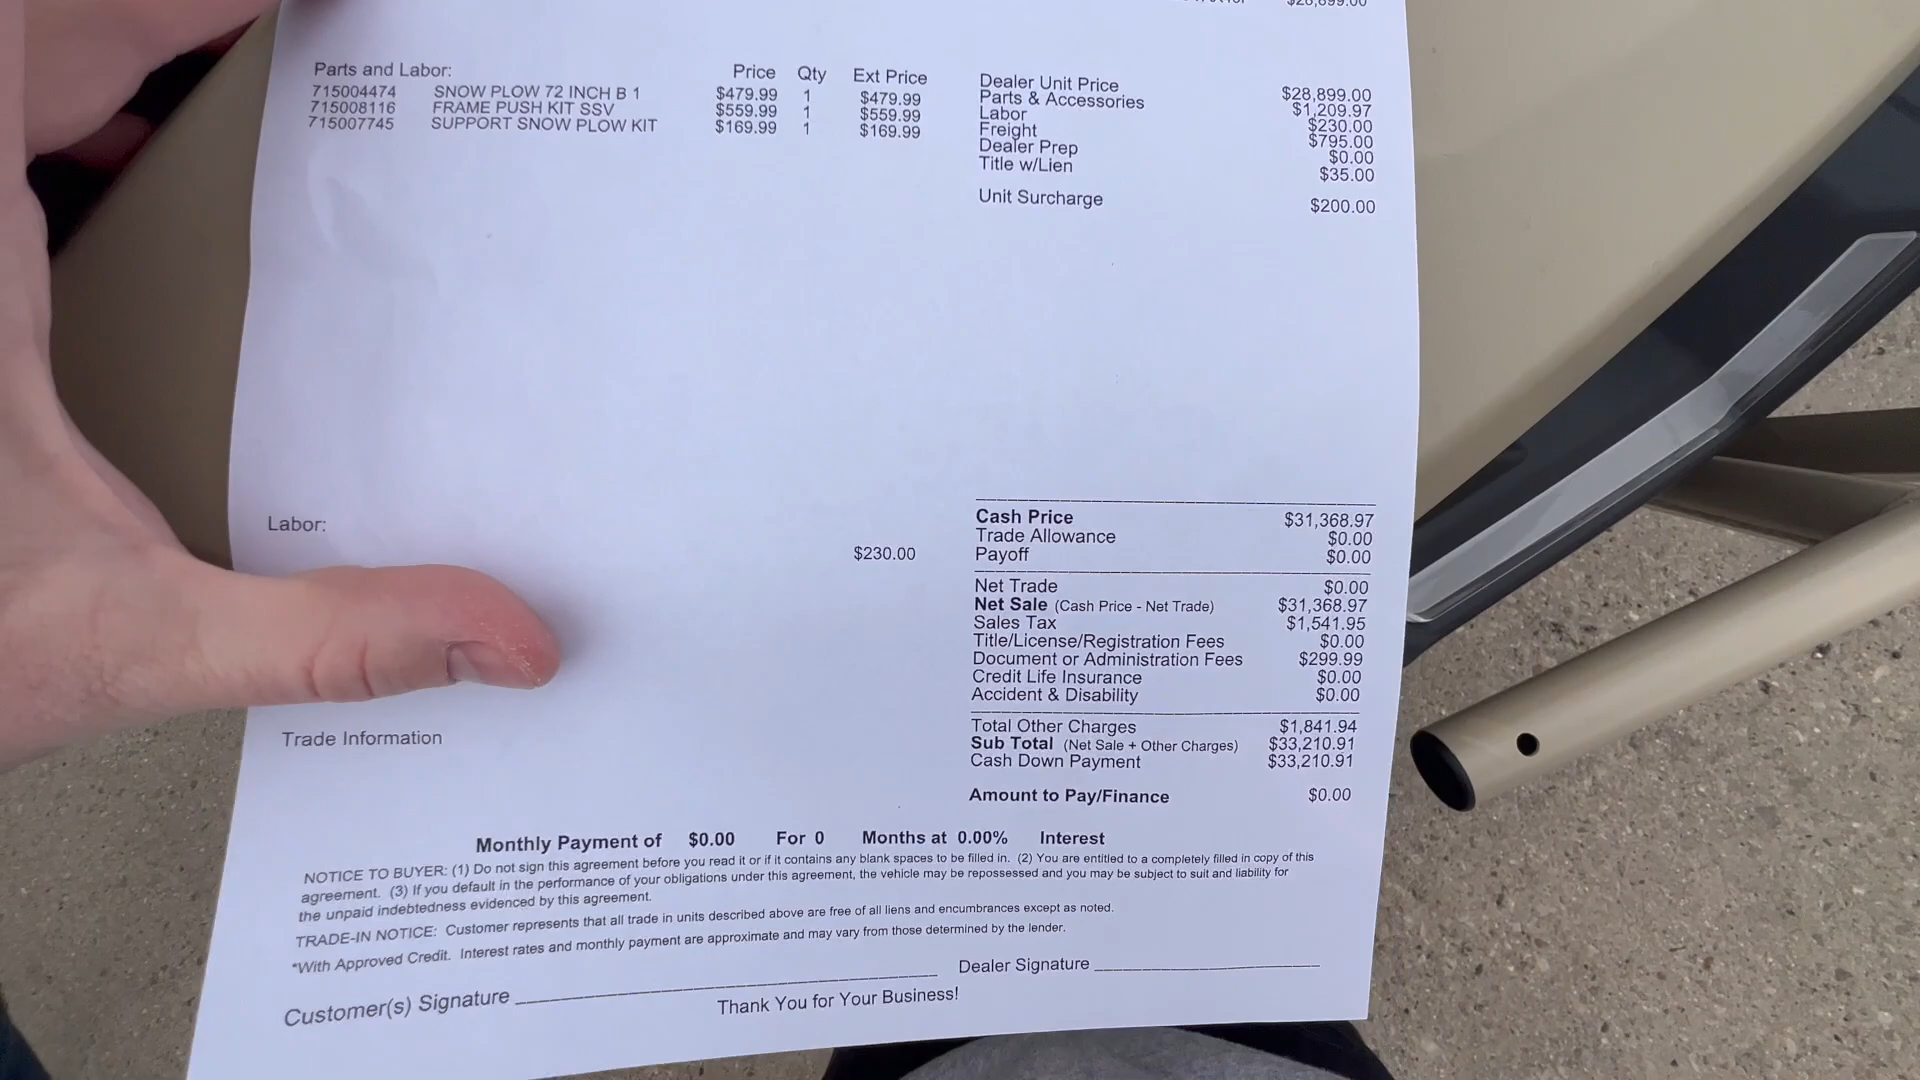 $28,899.00
Parts and Labor: Price Qty Ext Price
715004474 SNOW PLOW 72 INCH B 1 $479.99 1 $479.99
715008116 FRAME PUSH KIT SSV $559.99 1 $559.99
715007745 SUPPORT SNOW PLOW KIT $169.99 1 $169.99
Dealer Unit Price $28,899.00
Parts & Accessories $1,209.97
Labor $230.00
Freight $795.00
Dealer Prep $0.00
Title w/Lien $35.00
Unit Surcharge $200.00
Labor:
$230.00
Cash Price $31,368.97
Trade Allowance $0.00
Payoff $0.00
Net Trade $0.00
Net Sale (Cash Price - Net Trade) $31,368.97
Sales Tax $1,541.95
Title/License/Registration Fees $0.00
Document or Administration Fees $299.99
Credit Life Insurance $0.00
Accident & Disability $0.00
Trade Information
Total Other Charges $1,841.94
Sub Total (Net Sale + Other Charges) $33,210.91
Cash Down Payment $33,210.91
Amount to Pay/Finance $0.00
Monthly Payment of $0.00 For 0 Months at 0.00% Interest
NOTICE TO BUYER: (1) Do not sign this agreement before you read it or if it contains any blank spaces to be filled in. (2) You are entitled to a completely filled in copy of this
agreement. (3) If you default in the performance of your obligations under this agreement, the vehicle may be repossessed and you may be subject to suit and liability for
the unpaid indebtedness evidenced by this agreement.
TRADE-IN NOTICE: Customer represents that all trade in units described above are free of all liens and encumbrances except as noted.
*With Approved Credit. Interest rates and monthly payment are approximate and may vary from those determined by the lender.
Customer(s) Signature Dealer Signature
Thank You for Your Business!